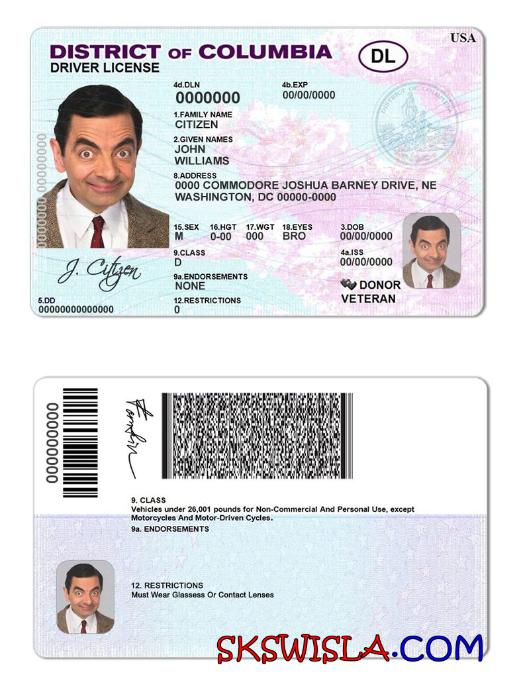 USA
DISTRICT OF COLUMBIA
DL
DRIVER LICENSE
4d.DLN
4b.EXP
0000000
00/00/0000
1.FAMILY NAME
CITIZEN
2.GIVEN NAMES
JOHN
WILLIAMS
8.ADDRESS
0000 COMMODORE JOSHUA BARNEY DRIVE, NE
WASHINGTON, DC 00000-0000
00000000 00000000
15.SEX 16.HGT 17.WGT 18.EYES 3.DOB
M 0-00 000 BRO 00/00/0000
9.CLASS
D
4a.ISS
00/00/0000
J. Citizen
9a.ENDORSEMENTS
NONE
DONOR
VETERAN
5.DD
00000000000000
12.RESTRICTIONS
0
000000000
9. CLASS
Vehicles under 26,001 pounds for Non-Commercial And Personal Use, except
Motorcycles And Motor-Driven Cycles.
9a. ENDORSEMENTS
12. RESTRICTIONS
Must Wear Glassess Or Contact Lenses
SKSWISLA.COM